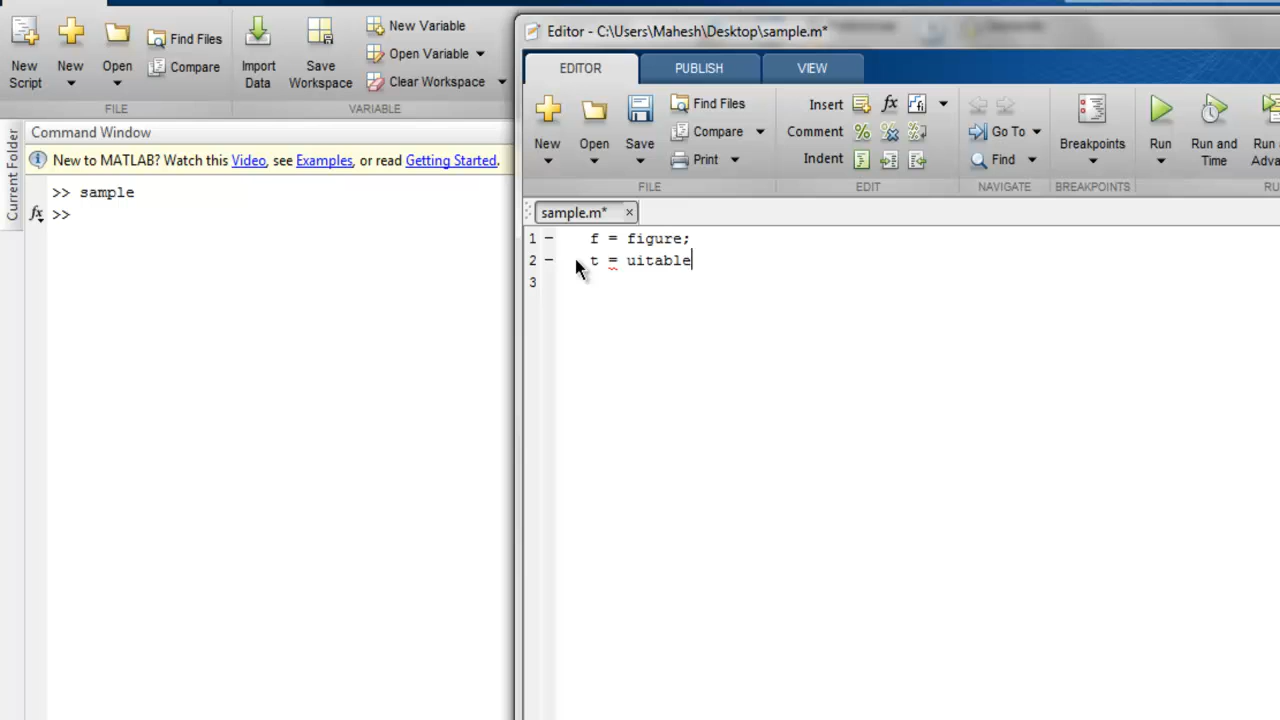 New Script
New
Open
Find Files
Compare
FILE
Import Data
Save Workspace
New Variable
Open Variable
Clear Workspace
VARIABLE
Current Folder
Command Window
New to MATLAB? Watch this Video, see Examples, or read Getting Started.
>> sample
fx >>
Editor - C:\Users\Mahesh\Desktop\sample.m*
EDITOR
PUBLISH
VIEW
New
Open
Save
Find Files
Compare
Print
FILE
Insert
fx
Comment
%
Indent
EDIT
Go To
Find
NAVIGATE
Breakpoints
BREAKPOINTS
Run
Run and Time
sample.m* ×
1 – f = figure;
2 – t = uitable
3